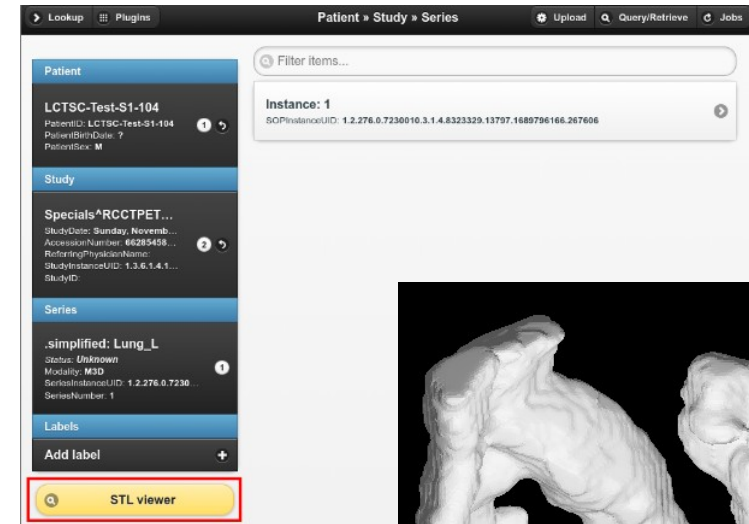 Lookup Plugins Patient » Study » Series Upload Query/Retrieve Jobs
Filter items...
Patient
LCTSC-Test-S1-104
PatientID: LCTSC-Test-S1-104
PatientBirthDate: ?
PatientSex: M
1
Instance: 1
SOPInstanceUID: 1.2.276.0.7230010.3.1.4.8323329.13797.1689796166.267606
Study
Specials^RCCTPET...
StudyDate: Sunday, Novemb...
AccessionNumber: 66285458...
ReferringPhysicianName:
StudyInstanceUID: 1.3.6.1.4.1...
StudyID:
2
Series
.simplified: Lung_L
Status: Unknown
Modality: M3D
SeriesInstanceUID: 1.2.276.0.7230...
SeriesNumber: 1
1
Labels
Add label
STL viewer